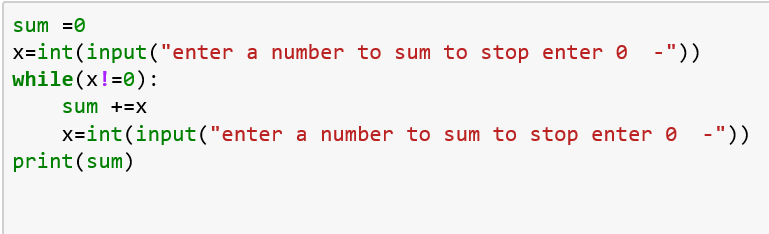 sum =0
x=int(input("enter a number to sum to stop enter 0  -"))
while(x!=0):
    sum +=x
    x=int(input("enter a number to sum to stop enter 0  -"))
print(sum)